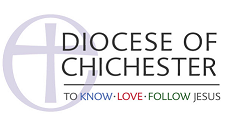 DIOCESE OF
CHICHESTER
TO KNOW·LOVE·FOLLOW JESUS